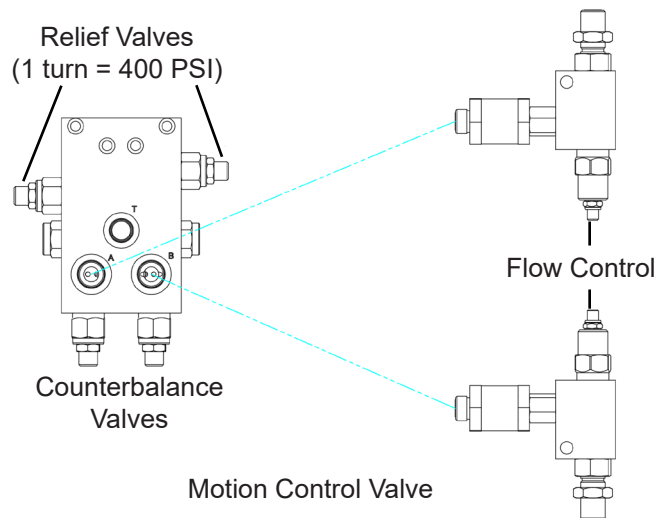 Relief Valves
(1 turn = 400 PSI)
T
A
B
Flow Control
Counterbalance
Valves
Motion Control Valve